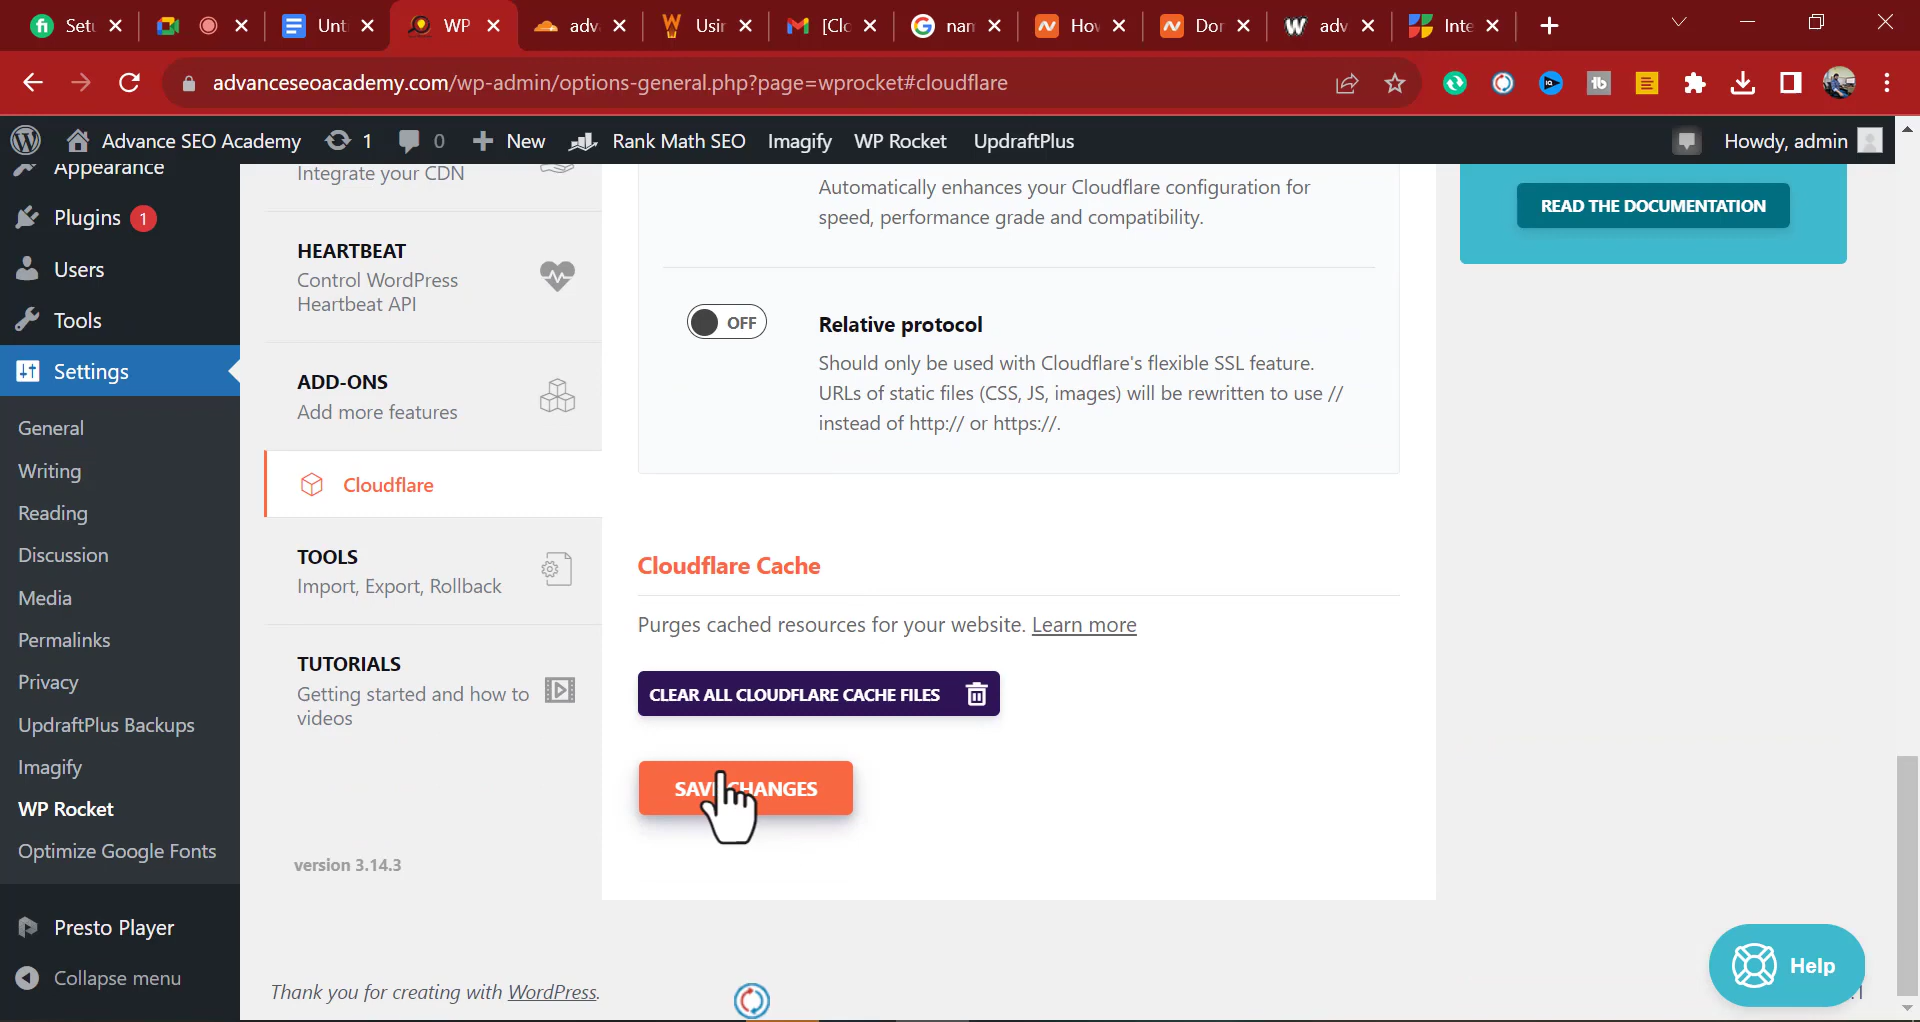 Set
Unt
WP
adv
Usin
[Clo
nam
How
Dor
adv
Inte
advanceseoacademy.com/wp-admin/options-general.php?page=wprocket#cloudflare
Advance SEO Academy 1 0 New Rank Math SEO Imagify WP Rocket UpdraftPlus
Howdy, admin
Appearance
Plugins 1
Users
Tools
Settings
General
Writing
Reading
Discussion
Media
Permalinks
Privacy
UpdraftPlus Backups
Imagify
WP Rocket
Optimize Google Fonts
Presto Player
Collapse menu
Integrate your CDN
HEARTBEAT
Control WordPress
Heartbeat API
ADD-ONS
Add more features
Cloudflare
TOOLS
Import, Export, Rollback
TUTORIALS
Getting started and how to
videos
version 3.14.3
Automatically enhances your Cloudflare configuration for
speed, performance grade and compatibility.
OFF
Relative protocol
Should only be used with Cloudflare's flexible SSL feature.
URLs of static files (CSS, JS, images) will be rewritten to use //
instead of http:// or https://.
Cloudflare Cache
Purges cached resources for your website. Learn more
CLEAR ALL CLOUDFLARE CACHE FILES
SAVE CHANGES
READ THE DOCUMENTATION
Help
Thank you for creating with WordPress.